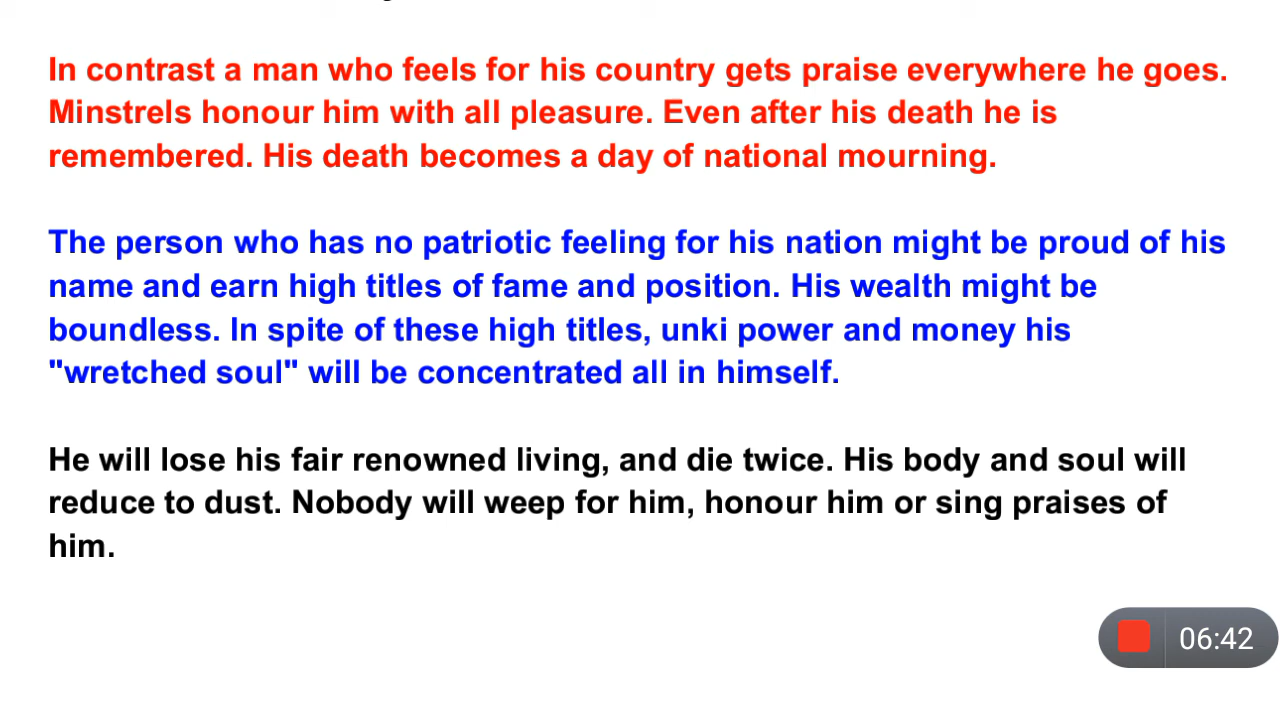 In contrast a man who feels for his country gets praise everywhere he goes.
Minstrels honour him with all pleasure. Even after his death he is
remembered. His death becomes a day of national mourning.
The person who has no patriotic feeling for his nation might be proud of his
name and earn high titles of fame and position. His wealth might be
boundless. In spite of these high titles, unki power and money his
"wretched soul" will be concentrated all in himself.
He will lose his fair renowned living, and die twice. His body and soul will
reduce to dust. Nobody will weep for him, honour him or sing praises of
him.
06:42